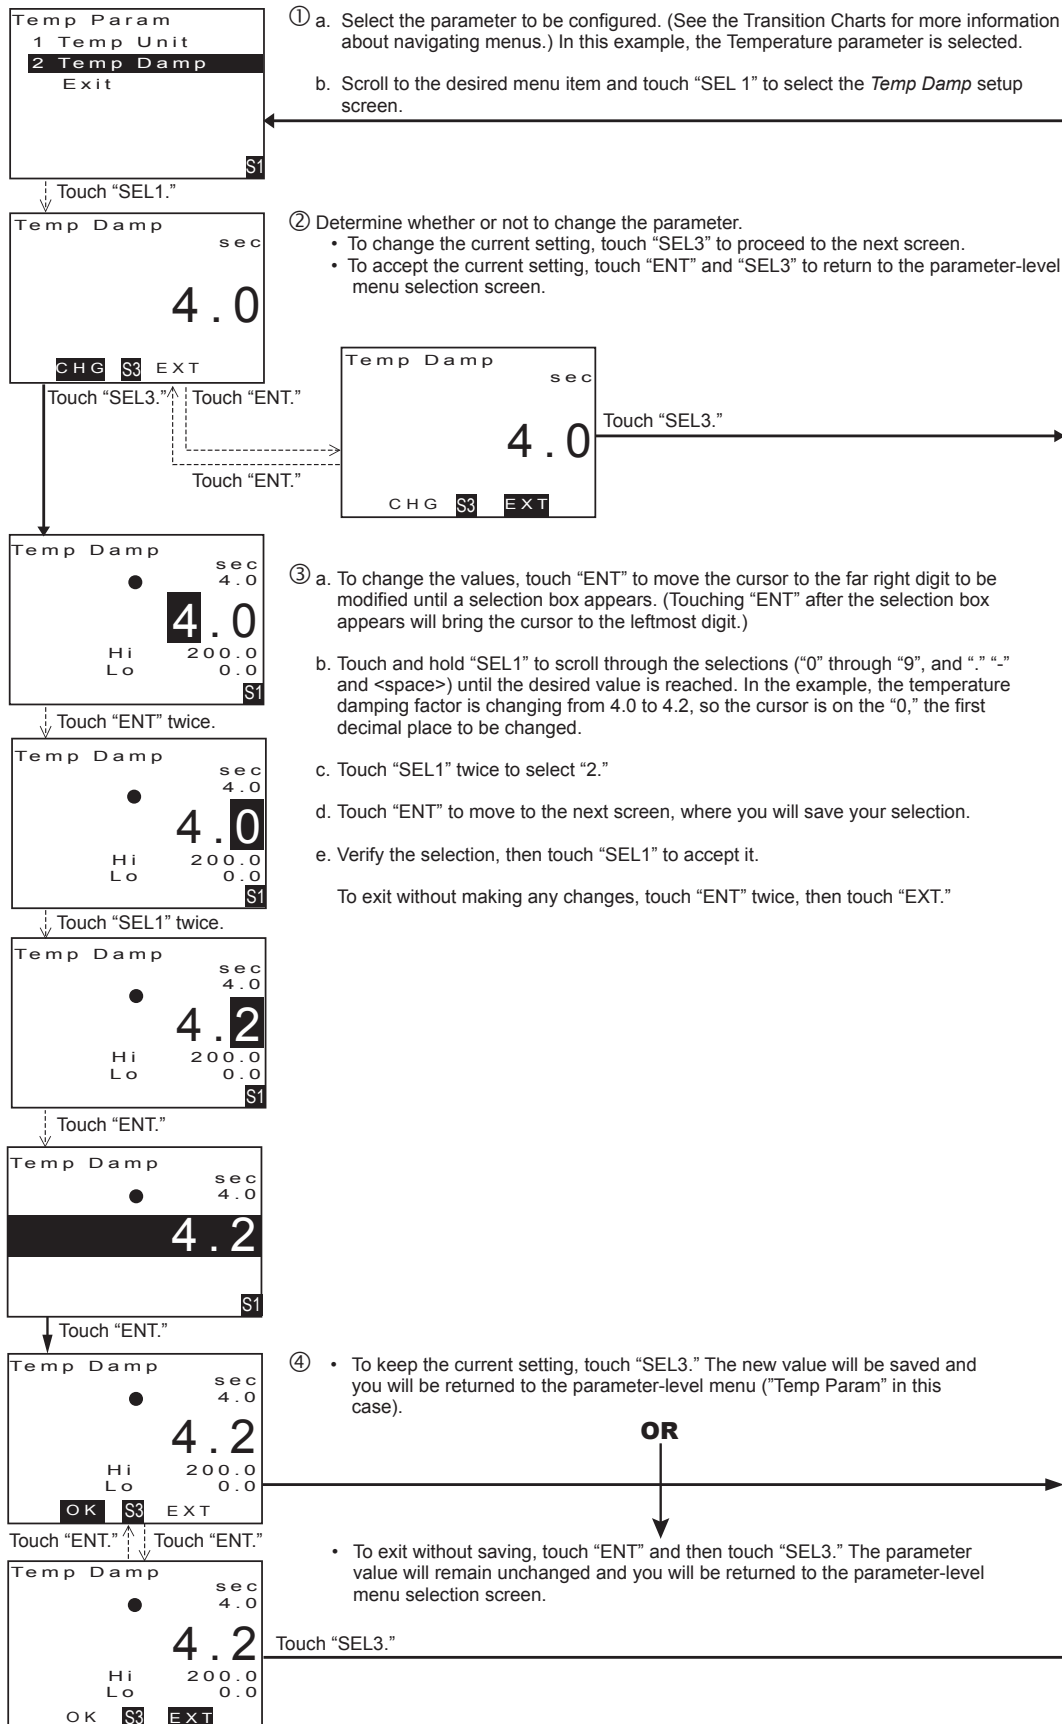 Temp Param
1 Temp Unit
2 Temp Damp
Exit
S1
① a. Select the parameter to be configured. (See the Transition Charts for more information
about navigating menus.) In this example, the Temperature parameter is selected.
b. Scroll to the desired menu item and touch “SEL 1” to select the Temp Damp setup
screen.
Touch “SEL1.”
Temp Damp
sec
4.0
CHG S3 EXT
② Determine whether or not to change the parameter.
• To change the current setting, touch “SEL3” to proceed to the next screen.
• To accept the current setting, touch “ENT” and “SEL3” to return to the parameter-level
menu selection screen.
Touch “SEL3.”
Touch “ENT.”
Touch “ENT.”
Temp Damp
sec
4.0
CHG S3 EXT
Touch “SEL3.”
Temp Damp
sec
4.0
4.0
Hi 200.0
Lo 0.0
S1
③ a. To change the values, touch “ENT” to move the cursor to the far right digit to be
modified until a selection box appears. (Touching “ENT” after the selection box
appears will bring the cursor to the leftmost digit.)
b. Touch and hold “SEL1” to scroll through the selections (“0” through “9”, and “.” “-”
and <space>) until the desired value is reached. In the example, the temperature
damping factor is changing from 4.0 to 4.2, so the cursor is on the “0,” the first
decimal place to be changed.
c. Touch “SEL1” twice to select “2.”
d. Touch “ENT” to move to the next screen, where you will save your selection.
e. Verify the selection, then touch “SEL1” to accept it.
To exit without making any changes, touch “ENT” twice, then touch “EXT.”
Touch “ENT” twice.
Temp Damp
sec
4.0
4.0
Hi 200.0
Lo 0.0
S1
Touch “SEL1” twice.
Temp Damp
sec
4.0
4.2
Hi 200.0
Lo 0.0
S1
Touch “ENT.”
Temp Damp
sec
4.0
4.2
S1
Touch “ENT.”
Temp Damp
sec
4.0
4.2
Hi 200.0
Lo 0.0
OK S3 EXT
④ • To keep the current setting, touch “SEL3.” The new value will be saved and
you will be returned to the parameter-level menu (”Temp Param” in this
case).
OR
• To exit without saving, touch “ENT” and then touch “SEL3.” The parameter
value will remain unchanged and you will be returned to the parameter-level
menu selection screen.
Touch “ENT.”
Touch “ENT.”
Temp Damp
sec
4.0
4.2
Hi 200.0
Lo 0.0
OK S3 EXT
Touch “SEL3.”